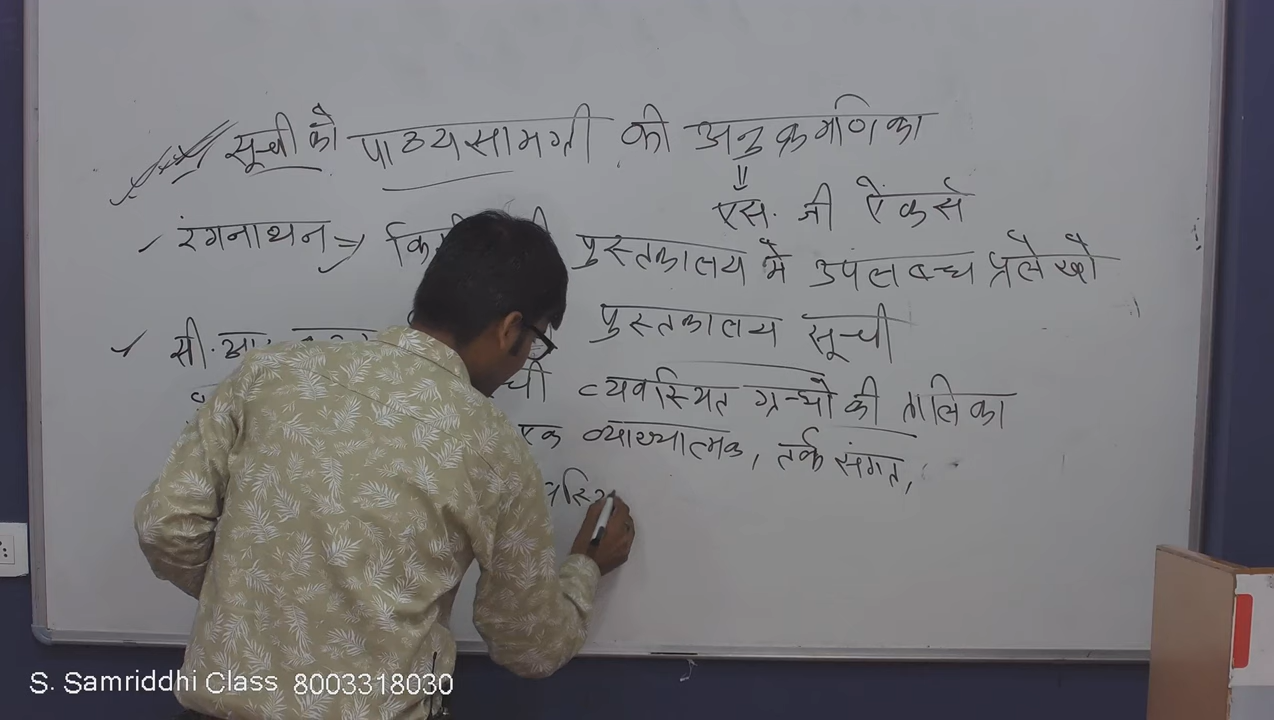 सूची को पाठ्यसामग्री की अनुक्रमणिका
एस. जी ऐकर्स
रंगनाथन ⇒ पुस्तकालय में उपलब्ध प्रलेखों
सी. आर. पुस्तकालय सूची
व्यवस्थित ग्रन्थों की तालिका
एक व्याख्यात्मक, तर्क संगत,
S. Samriddhi Class 8003318030